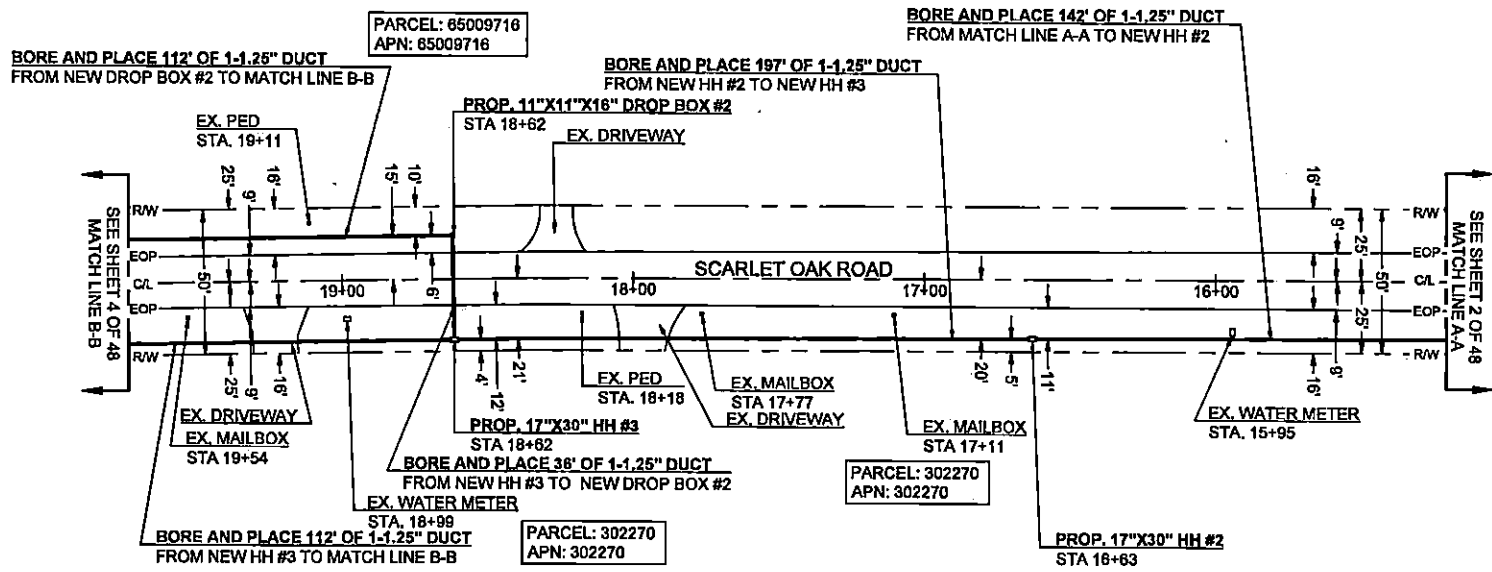 PARCEL: 65009716
APN: 65009716
BORE AND PLACE 142' OF 1-1.25" DUCT
FROM MATCH LINE A-A TO NEW HH #2
BORE AND PLACE 112' OF 1-1.25" DUCT
FROM NEW DROP BOX #2 TO MATCH LINE B-B
BORE AND PLACE 197' OF 1-1.25" DUCT
FROM NEW HH #2 TO NEW HH #3
PROP. 11"X11"X16" DROP BOX #2
STA 18+62
EX. PED
STA. 19+11
EX. DRIVEWAY
25'
9'
16'
15'
10'
16'
R/W
R/W
9'
25'
50'
SEE SHEET 4 OF 48
MATCH LINE B-B
SEE SHEET 2 OF 48
MATCH LINE A-A
EOP
EOP
SCARLET OAK ROAD
C/L
C/L
50'
6'
19+00
18+00
17+00
16+00
EOP
EOP
25'
R/W
R/W
25'
9'
16'
4'
12'
21'
20'
5'
11'
16'
9'
EX. DRIVEWAY
EX. MAILBOX
STA 19+54
EX. PED
STA. 18+18
EX. MAILBOX
STA 17+77
EX. DRIVEWAY
EX. MAILBOX
STA 17+11
EX. WATER METER
STA. 15+95
PROP. 17"X30" HH #3
STA 18+62
BORE AND PLACE 36' OF 1-1.25" DUCT
FROM NEW HH #3 TO NEW DROP BOX #2
PARCEL: 302270
APN: 302270
EX. WATER METER
STA. 18+99
BORE AND PLACE 112' OF 1-1.25" DUCT
FROM NEW HH #3 TO MATCH LINE B-B
PARCEL: 302270
APN: 302270
PROP. 17"X30" HH #2
STA 16+63